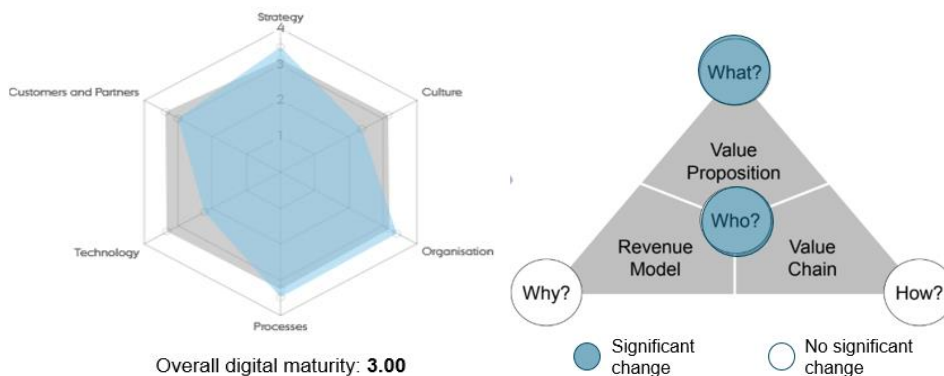 Strategy
4
3
2
1
Customers and Partners
Culture
Technology
Organisation
Processes
Overall digital maturity: 3.00
What?
Value
Proposition
Who?
Revenue
Model
Value
Chain
Why?
How?
Significant
change
No significant
change